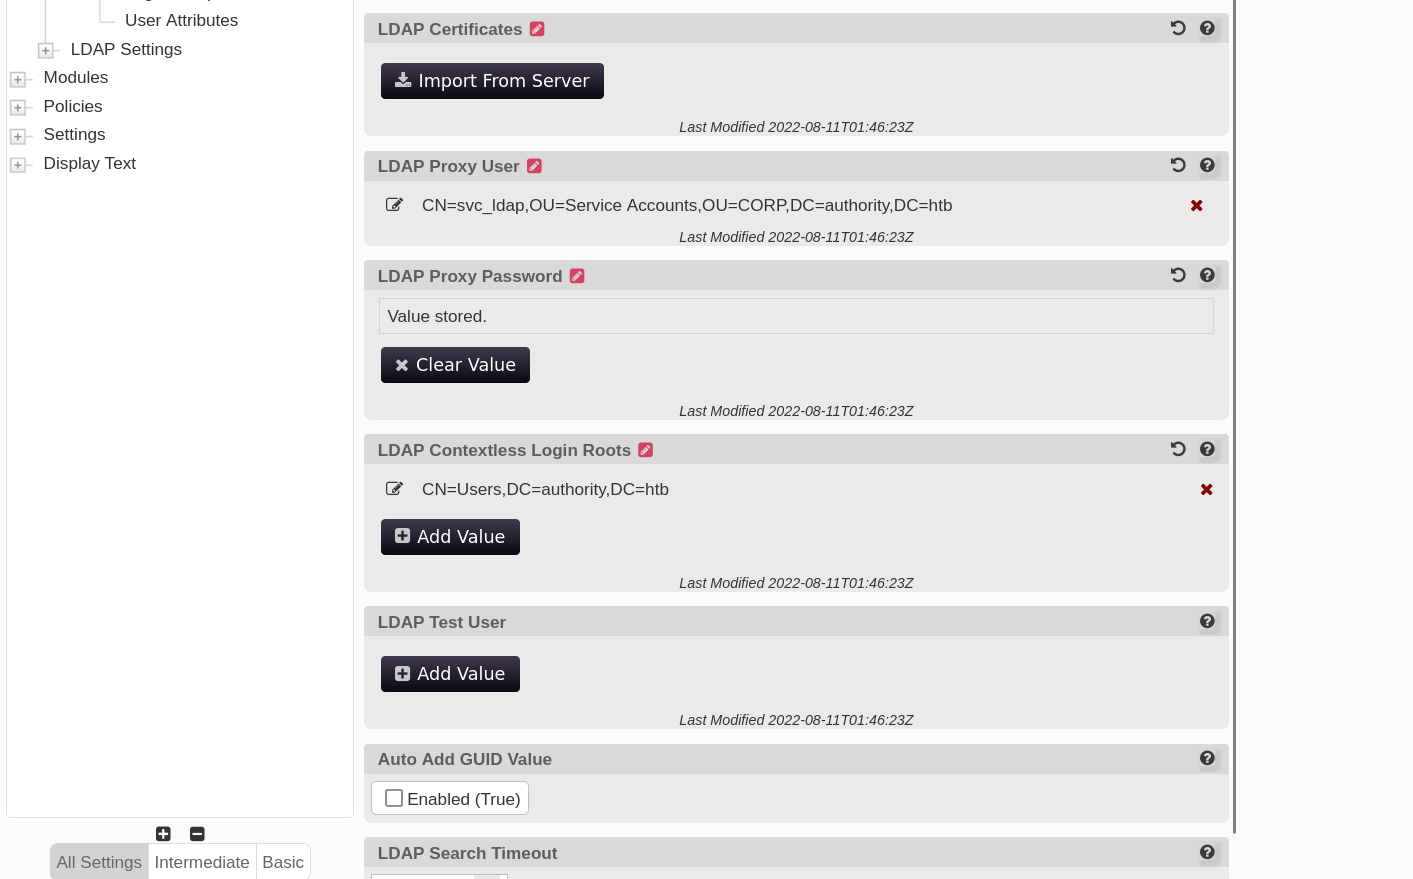 User Attributes
LDAP Settings
Modules
Policies
Settings
Display Text
All Settings Intermediate Basic
LDAP Certificates
Import From Server
Last Modified 2022-08-11T01:46:23Z
LDAP Proxy User
CN=svc_ldap,OU=Service Accounts,OU=CORP,DC=authority,DC=htb
Last Modified 2022-08-11T01:46:23Z
LDAP Proxy Password
Value stored.
Clear Value
Last Modified 2022-08-11T01:46:23Z
LDAP Contextless Login Roots
CN=Users,DC=authority,DC=htb
Add Value
Last Modified 2022-08-11T01:46:23Z
LDAP Test User
Add Value
Last Modified 2022-08-11T01:46:23Z
Auto Add GUID Value
Enabled (True)
LDAP Search Timeout